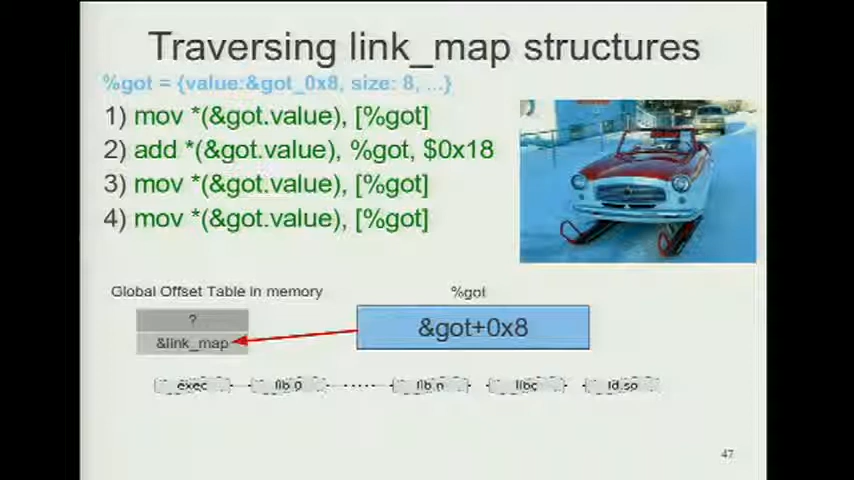 Traversing link_map structures
%got = {value:&got_0x8, size: 8, ...}
1) mov *(&got.value), [%got]
2) add *(&got.value), %got, $0x18
3) mov *(&got.value), [%got]
4) mov *(&got.value), [%got]
Global Offset Table in memory
%got
?
&got+0x8
&link_map
exec lib.0 ...... lib.n libc ld.so
47